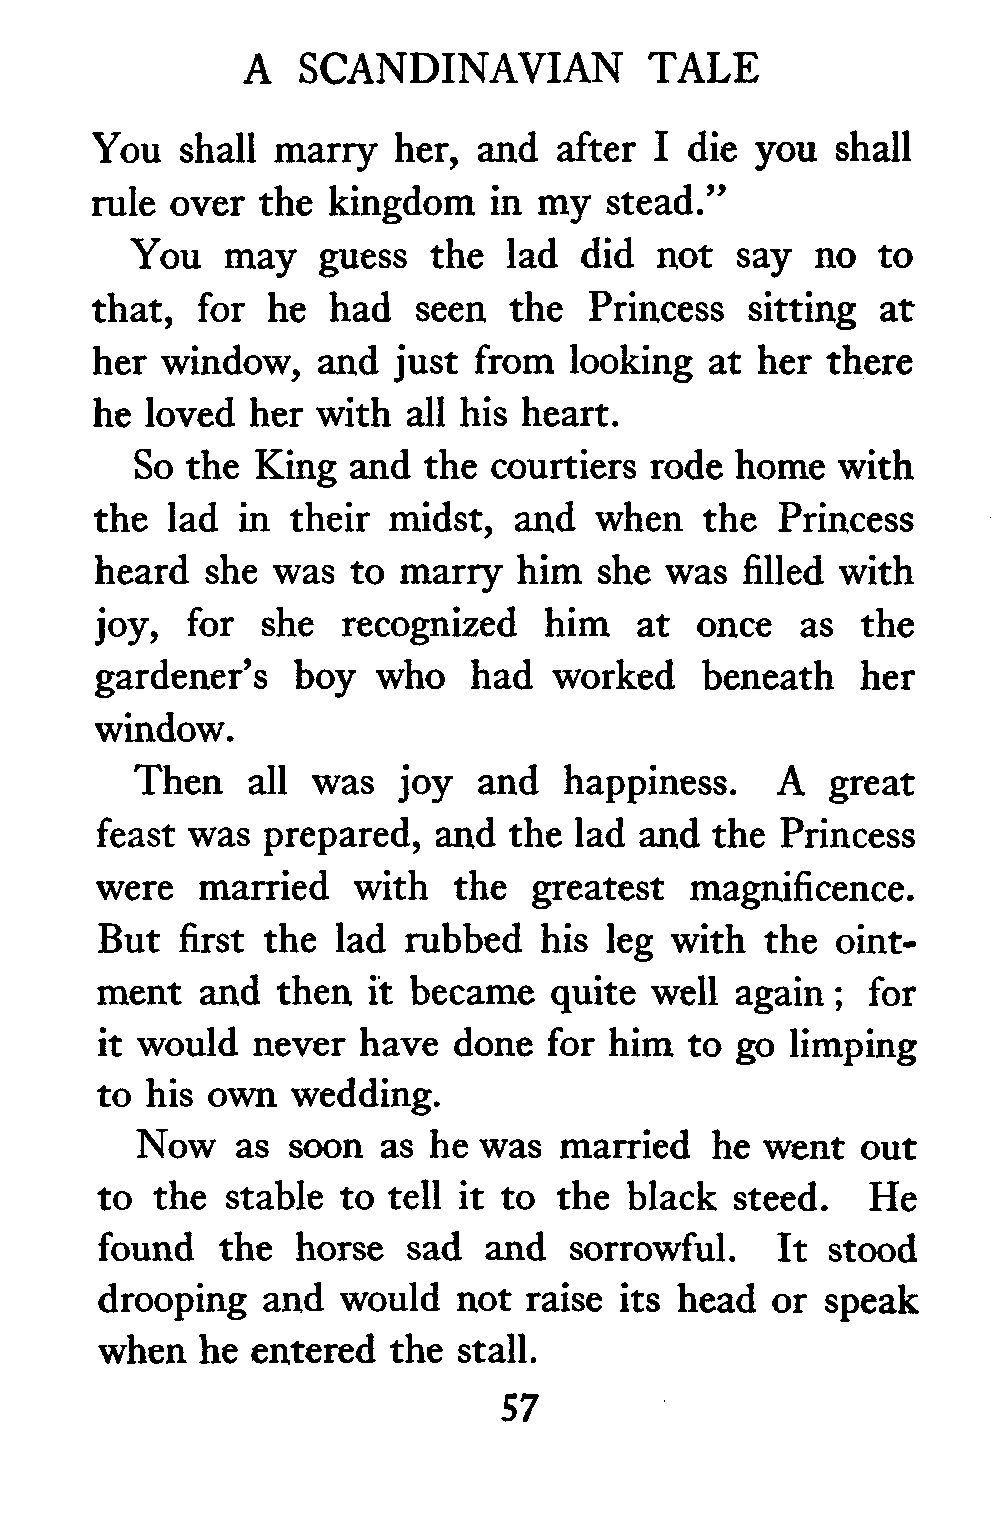 A SCANDINAVIAN TALE
You shall marry her, and after I die you shall
rule over the kingdom in my stead.”
You may guess the lad did not say no to
that, for he had seen the Princess sitting at
her window, and just from looking at her there
he loved her with all his heart.
So the King and the courtiers rode home with
the lad in their midst, and when the Princess
heard she was to marry him she was filled with
joy, for she recognized him at once as the
gardener’s boy who had worked beneath her
window.
Then all was joy and happiness. A great
feast was prepared, and the lad and the Princess
were married with the greatest magnificence.
But first the lad rubbed his leg with the oint-
ment and then it became quite well again ; for
it would never have done for him to go limping
to his own wedding.
Now as soon as he was married he went out
to the stable to tell it to the black steed. He
found the horse sad and sorrowful. It stood
drooping and would not raise its head or speak
when he entered the stall.
57